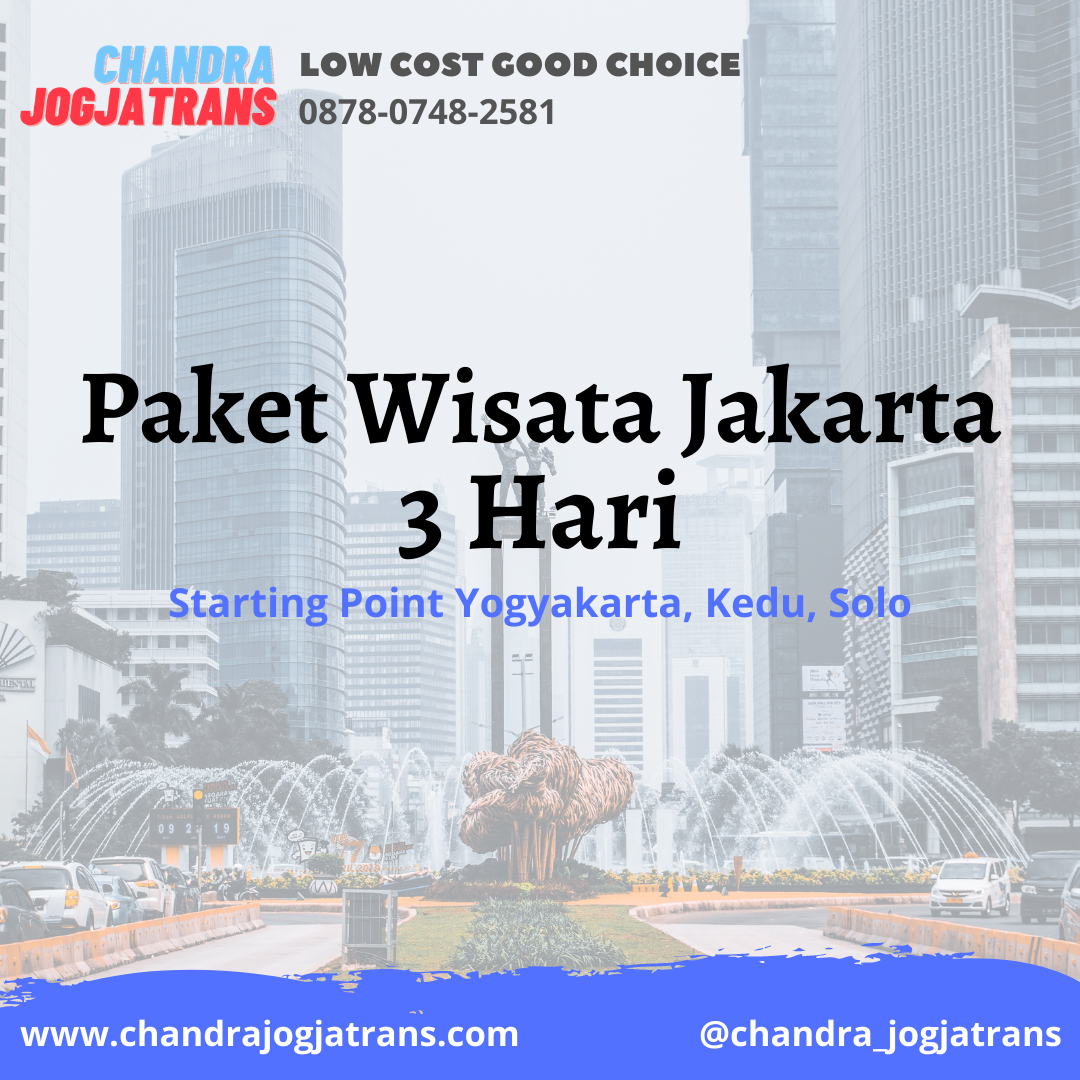 CHANDRA
JOGJATRANS
LOW COST GOOD CHOICE
0878-0748-2581
Paket Wisata Jakarta
3 Hari
Starting Point Yogyakarta, Kedu, Solo
www.chandrajogjatrans.com
@chandra_jogjatrans